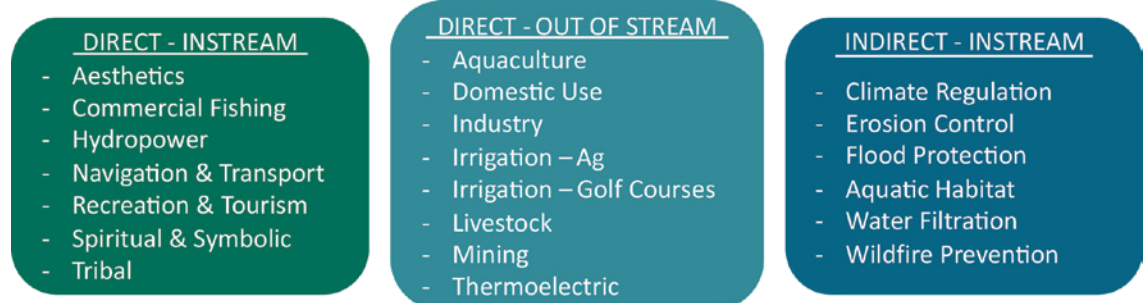 DIRECT - INSTREAM
- Aesthetics
- Commercial Fishing
- Hydropower
- Navigation & Transport
- Recreation & Tourism
- Spiritual & Symbolic
- Tribal
DIRECT - OUT OF STREAM
- Aquaculture
- Domestic Use
- Industry
- Irrigation – Ag
- Irrigation – Golf Courses
- Livestock
- Mining
- Thermoelectric
INDIRECT - INSTREAM
- Climate Regulation
- Erosion Control
- Flood Protection
- Aquatic Habitat
- Water Filtration
- Wildfire Prevention